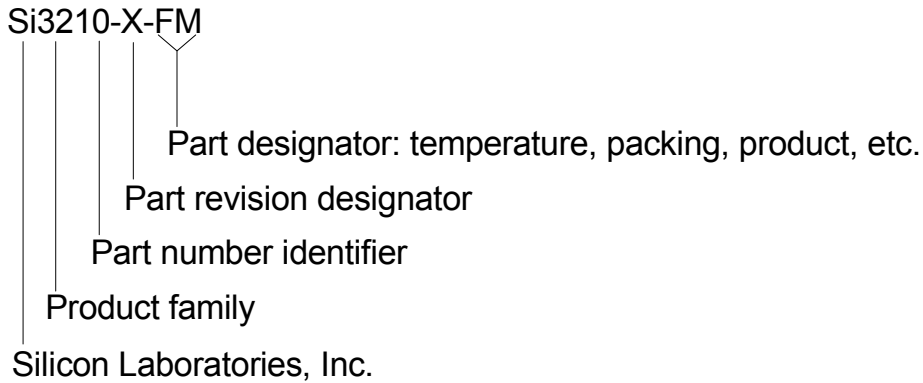 Si3210-X-FM
Part designator: temperature, packing, product, etc.
Part revision designator
Part number identifier
Product family
Silicon Laboratories, Inc.